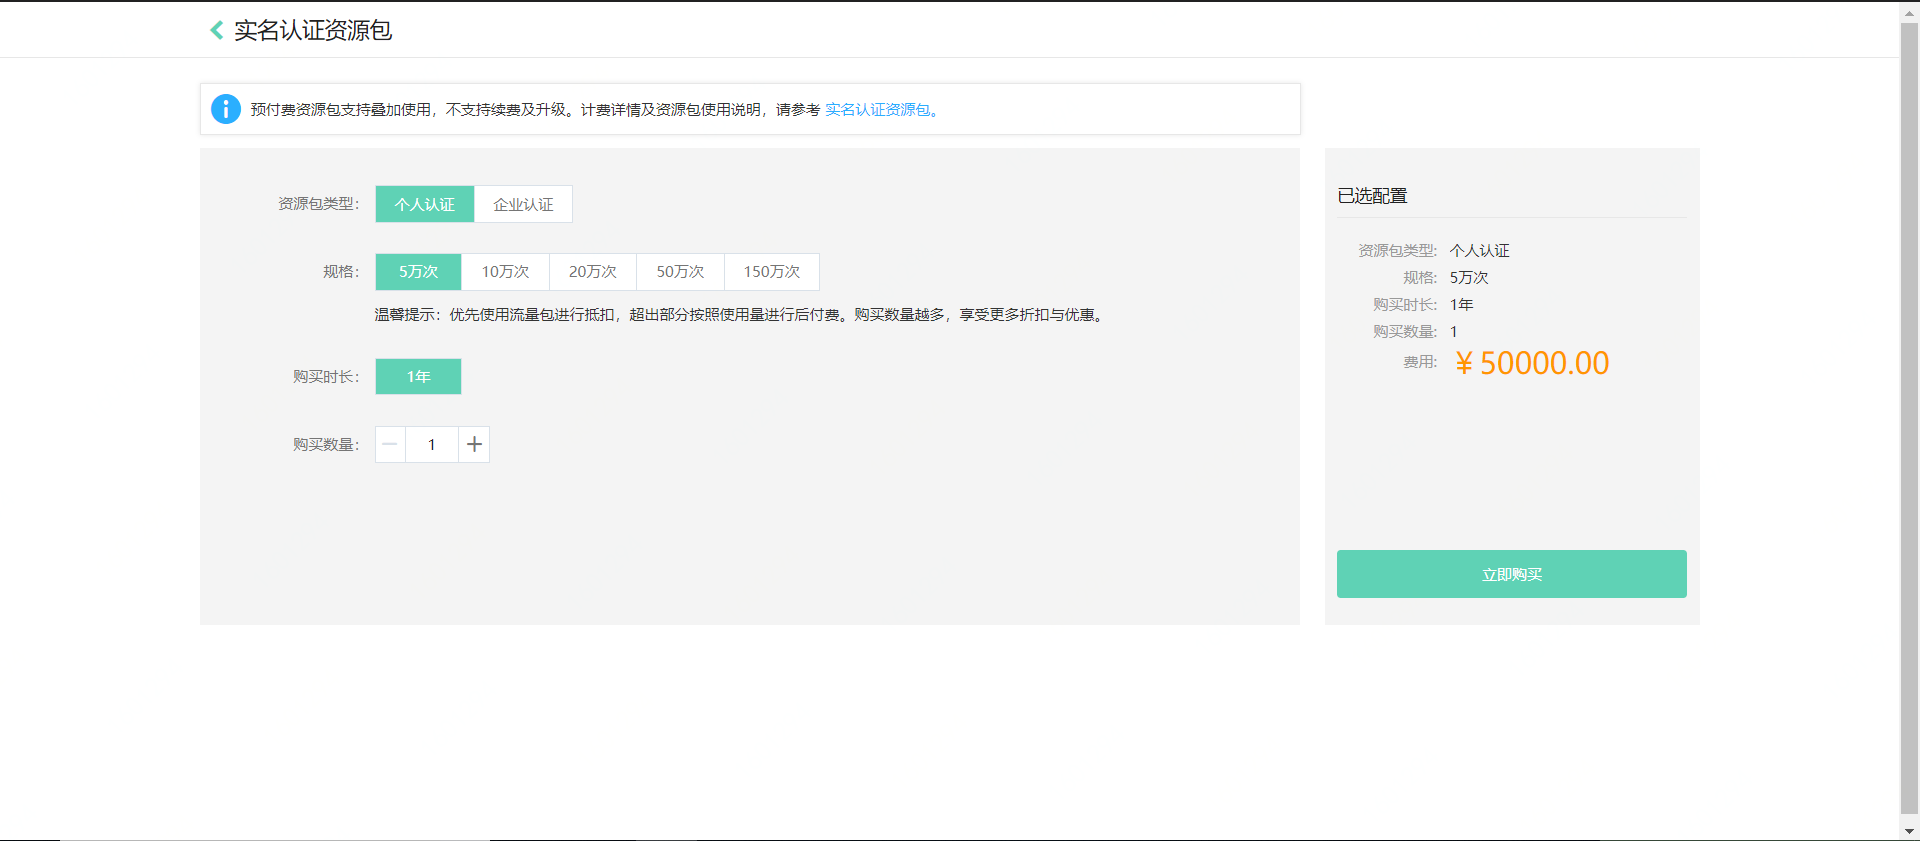 实名认证资源包
预付费资源包支持叠加使用，不支持续费及升级。计费详情及资源包使用说明，请参考 实名认证资源包。
资源包类型： 个人认证 企业认证
规格： 5万次 10万次 20万次 50万次 150万次
温馨提示：优先使用流量包进行抵扣，超出部分按照使用量进行后付费。购买数量越多，享受更多折扣与优惠。
购买时长： 1年
购买数量： 1
已选配置
资源包类型: 个人认证
规格: 5万次
购买时长: 1年
购买数量: 1
费用: ¥50000.00
立即购买